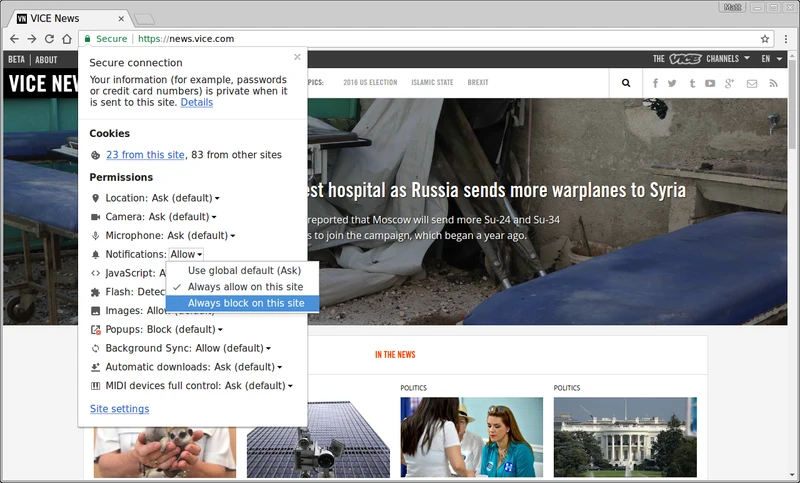 Matt
VN VICE News
Secure https://news.vice.com
BETA ABOUT
THE VICE CHANNELS EN
VICE NEW
PICS: 2016 US ELECTION ISLAMIC STATE BREXIT
Secure connection
Your information (for example, passwords
or credit card numbers) is private when it
is sent to this site. Details
Cookies
23 from this site, 83 from other sites
Permissions
Location: Ask (default)
Camera: Ask (default)
Microphone: Ask (default)
Notifications: Allow
JavaScript: A
Flash: Detec
Images: Allow (default)
Popups: Block (default)
Background Sync: Allow (default)
Automatic downloads: Ask (default)
MIDI devices full control: Ask (default)
Site settings
Use global default (Ask)
Always allow on this site
Always block on this site
est hospital as Russia sends more warplanes to Syria
reported that Moscow will send more Su-24 and Su-34
s to join the campaign, which began a year ago.
IN THE NEWS
POLITICS
POLITICS